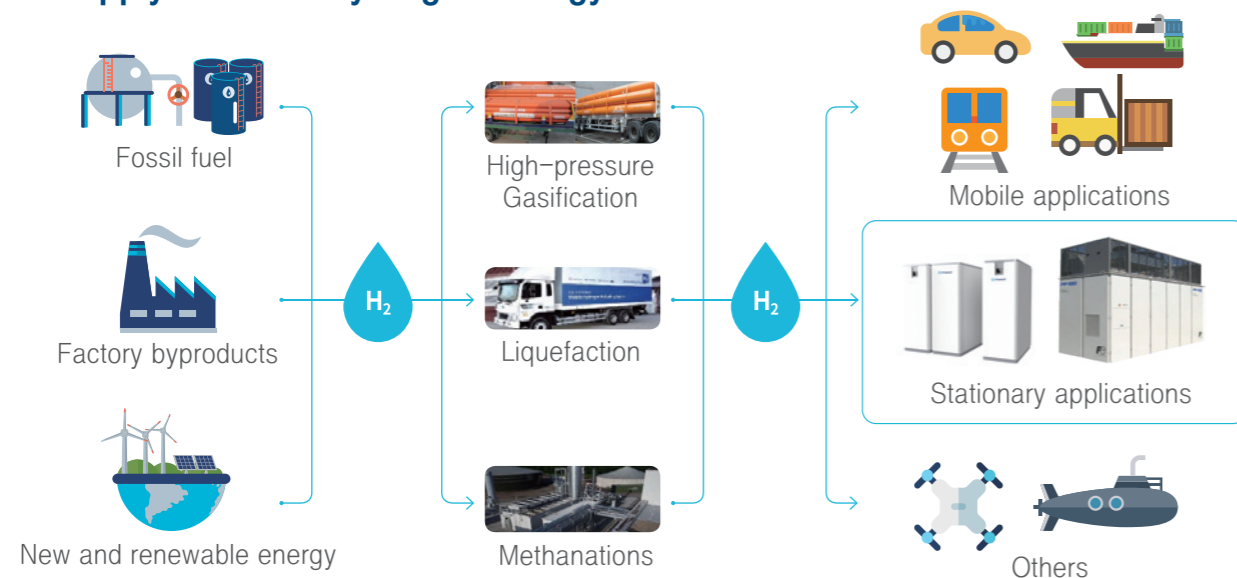 Fossil fuel
Factory byproducts
New and renewable energy
H2
High-pressure
Gasification
Liquefaction
Methanations
H2
Mobile applications
Stationary applications
Others